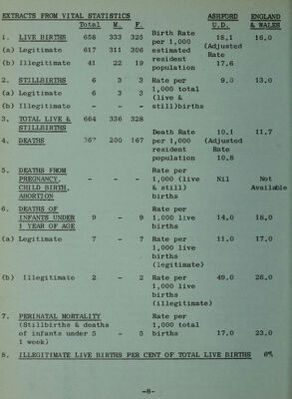 EXTRACTS FROM VITAL STATISTICS ASHFORD ENGLAND
Total M. F. U.D. & WALES
1. LIVE BIRTHS 658 333 325 Birth Rate 18.1 16.0
per 1,000 (Adjusted
(a) Legitimate 617 311 306 estimated Rate
resident
(b) Illegitimate 41 22 19 population 17.6
2. STILLBIRTHS 6 3 3 Rate per 9.0 13.0
(a) Legitimate 6 3 3 1,000 total
(live &
(b) Illegitimate - - - still)births
3. TOTAL LIVE & 664 336 328
STILLBIRTHS
Death Rate 10.1 11.7
4. DEATHS 367 200 167 per 1,000 (Adjusted
resident Rate
population 10.8
5. DEATHS FROM Rate per
PREGNANCY, - - - 1,000 (live Nil Not
CHILD BIRTH, & still) Available
ABORTION births
6. DEATHS OF Rate per
INFANTS UNDER 9 - 9 1,000 live 14.0 18.0
1 YEAR OF AGE births
(a) Legitimate 7 - 7 Rate per 11.0 17.0
1,000 live
births
(legitimate)
(b) Illegitimate 2 - 2 Rate per 49.0 26.0
1,000 live
births
(illegitimate)
7. PERINATAL MORTALITY Rate per
(Stillbirths & deaths 1,000 total
of infants under 5 - 5 births 17.0 23.0
1 week)
8. ILLEGITIMATE LIVE BIRTHS PER CENT OF TOTAL LIVE BIRTHS 6%
-8-